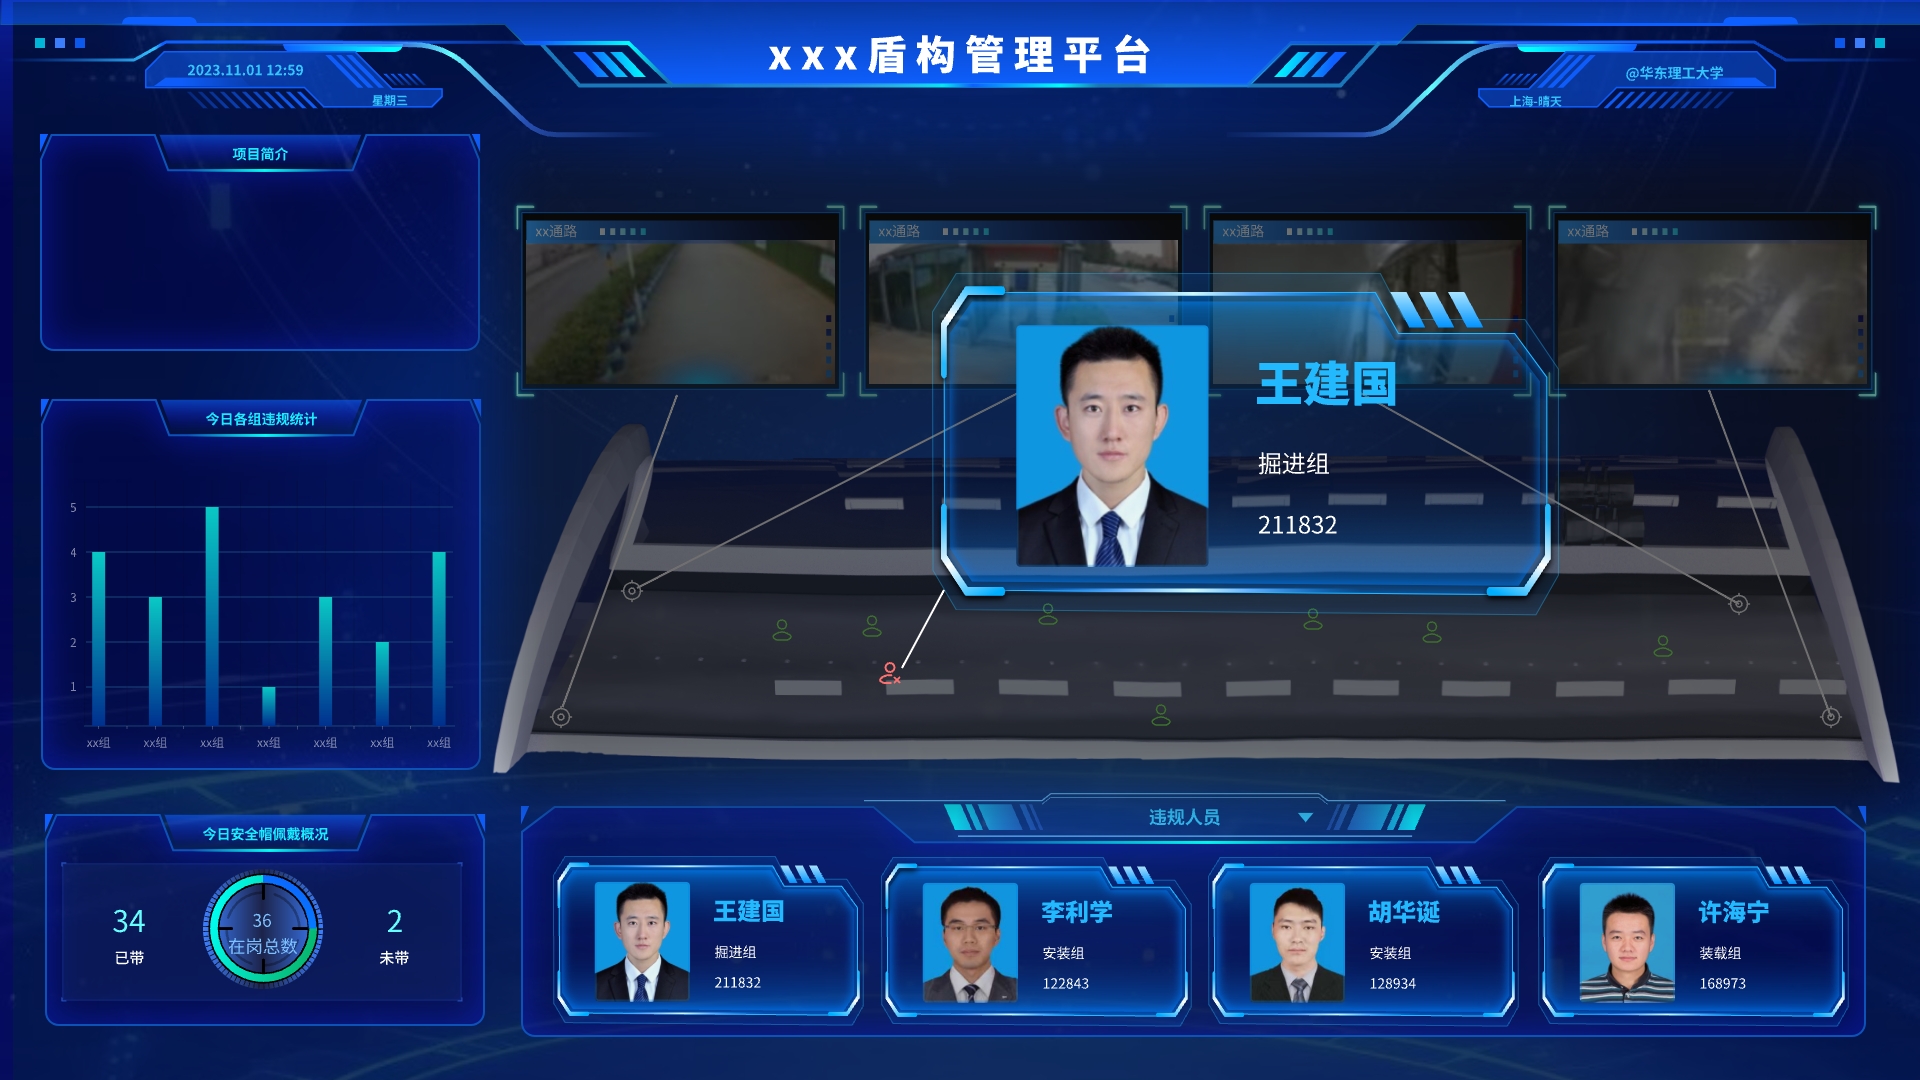 xxx盾构管理平台
2023.11.01 12:59
星期三
@华东理工大学
上海-晴天
项目简介
xx通路
xx通路
xx通路
xx通路
王建国
掘进组
211832
今日各组违规统计
5
4
3
2
1
xx组 xx组 xx组 xx组 xx组 xx组 xx组
今日安全帽佩戴概况
34
已带
36
在岗总数
2
未带
违规人员
王建国
掘进组
211832
李利学
安装组
122843
胡华诞
安装组
128934
许海宁
装载组
168973